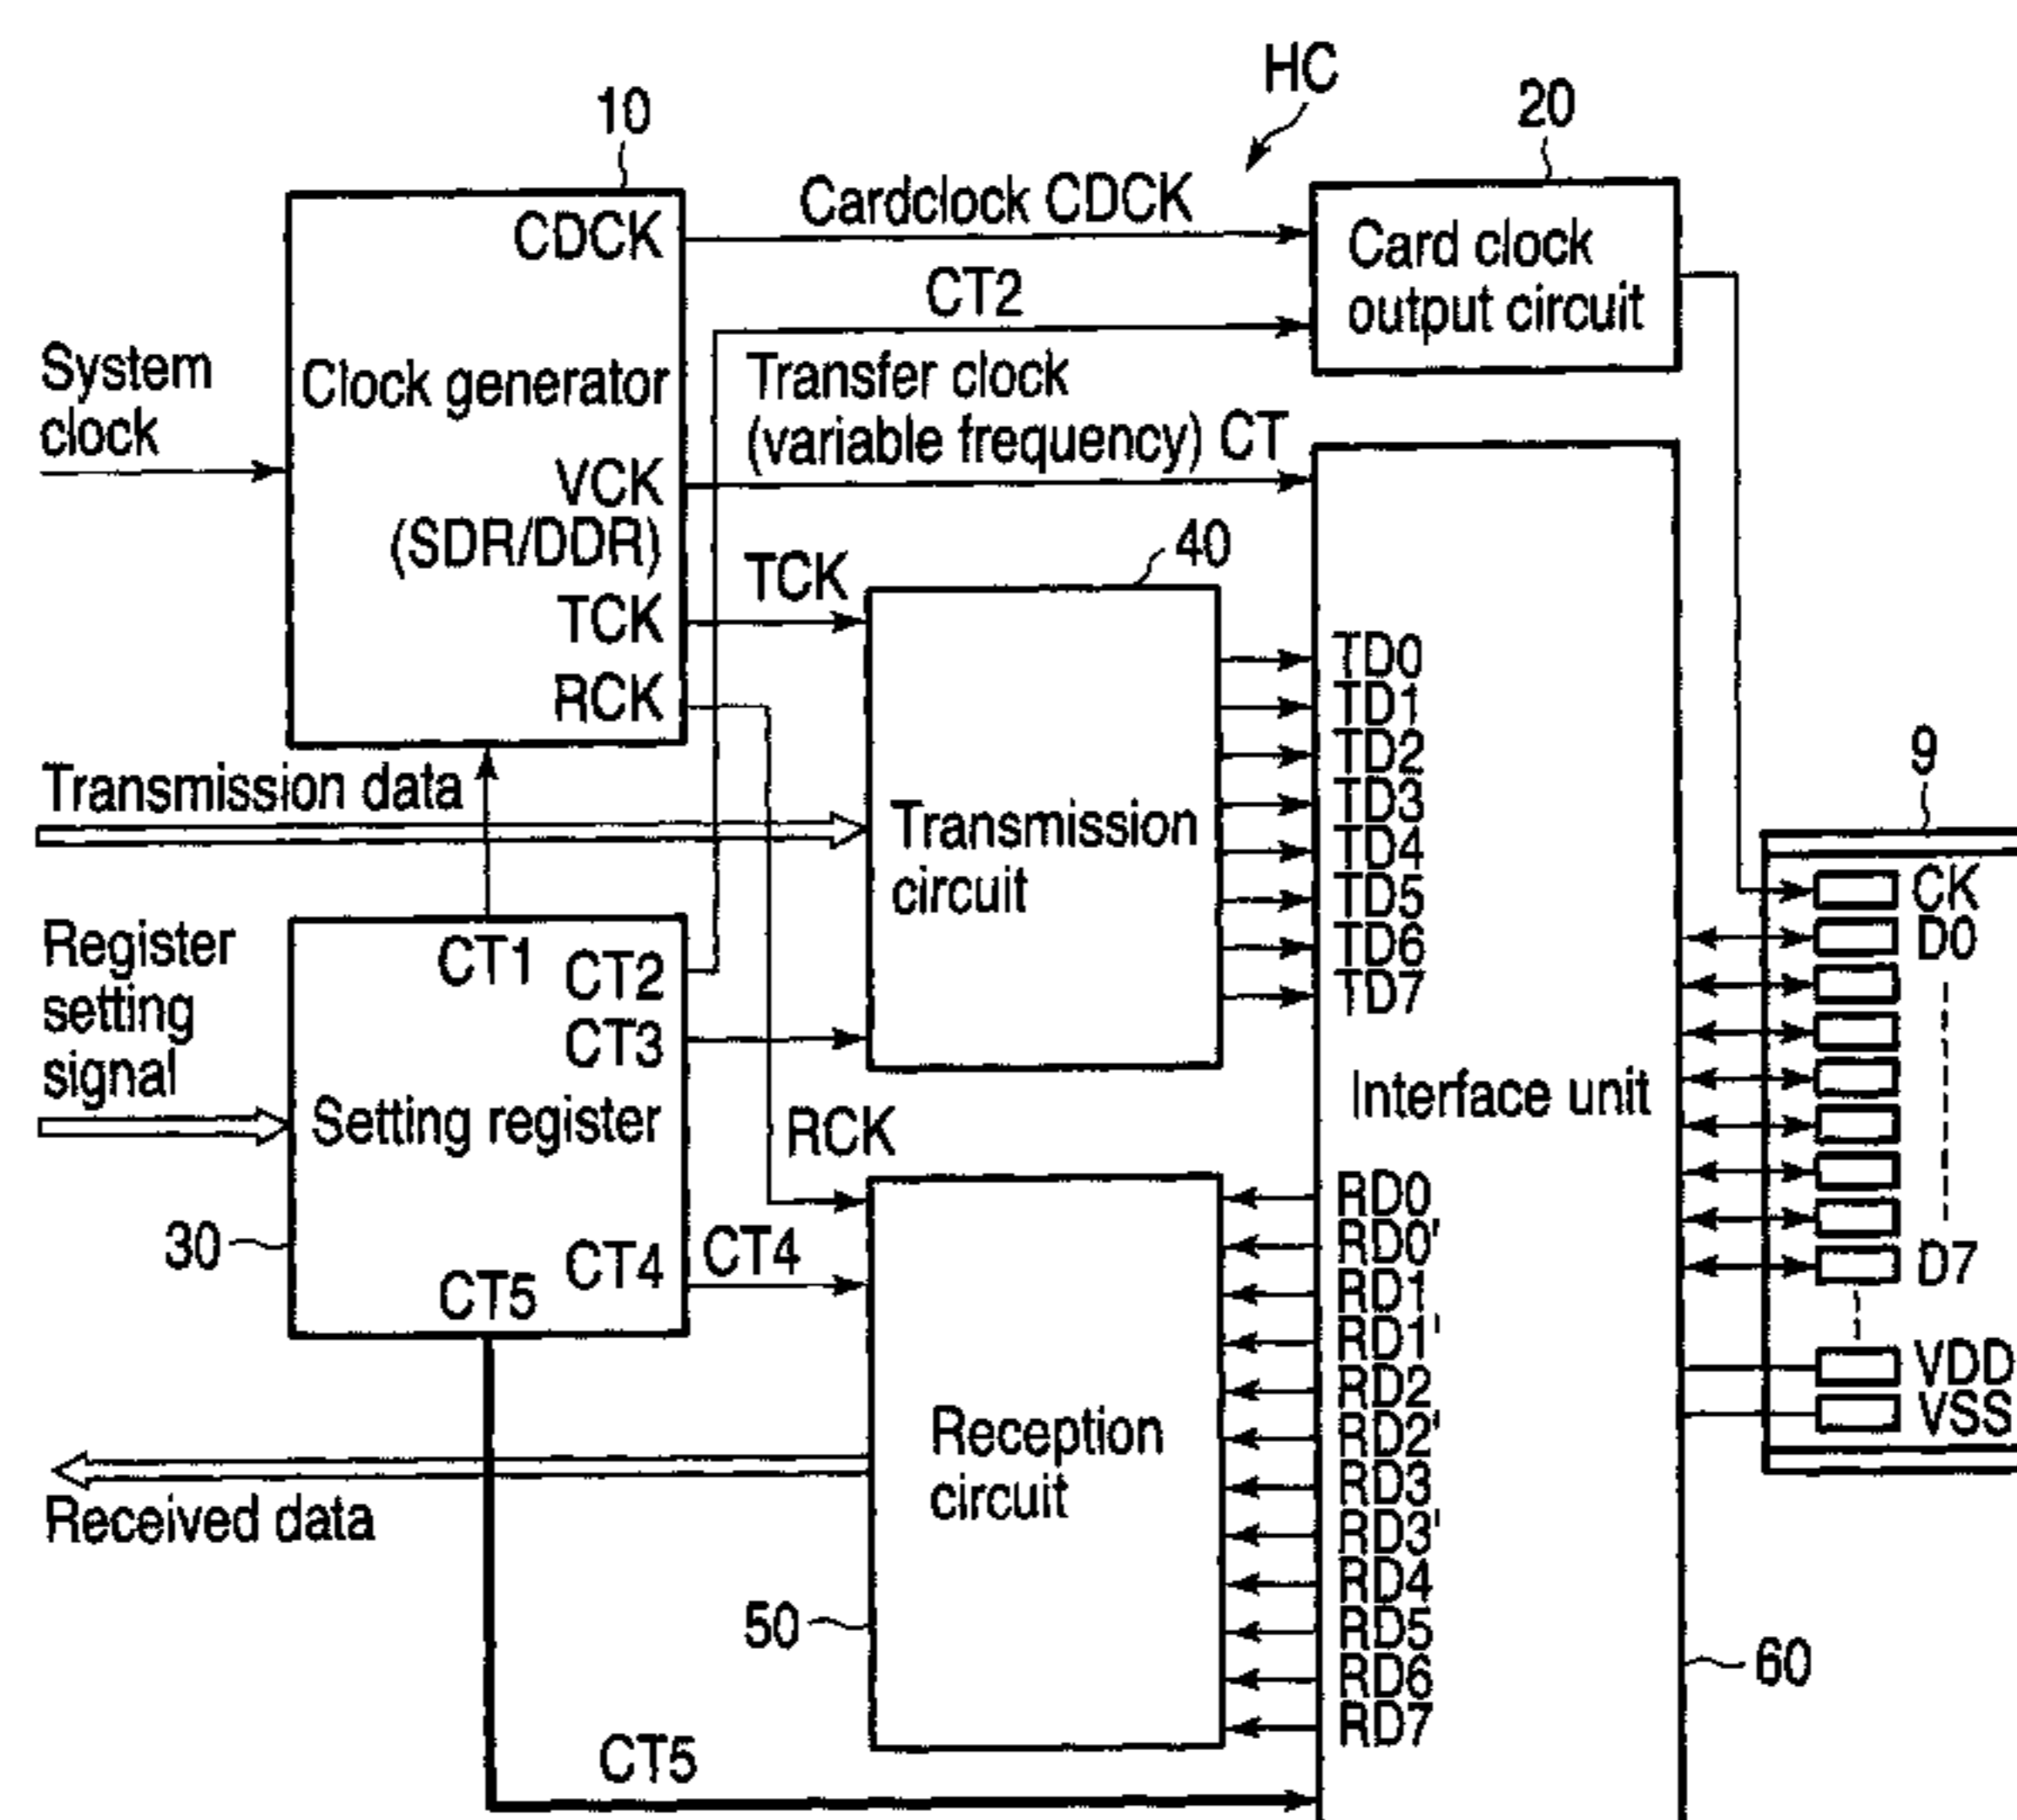 HC
10
20
CDCK
Cardclock CDCK
Card clock
output circuit
CT2
System
clock
Clock generator
Transfer clock
(variable frequency) CT
VCK
(SDR/DDR)
40
TCK
TCK
RCK
TD0
TD1
TD2
TD3
TD4
TD5
TD6
TD7
Transmission data
Transmission
circuit
9
CK
D0
D7
VDD
VSS
Register
setting
signal
CT1
CT2
CT3
Setting register
Interface unit
RCK
30
CT4
CT4
CT5
RD0
RD0'
RD1
RD1'
RD2
RD2'
RD3
RD3'
RD4
RD5
RD6
RD7
Reception
circuit
Received data
50
60
CT5